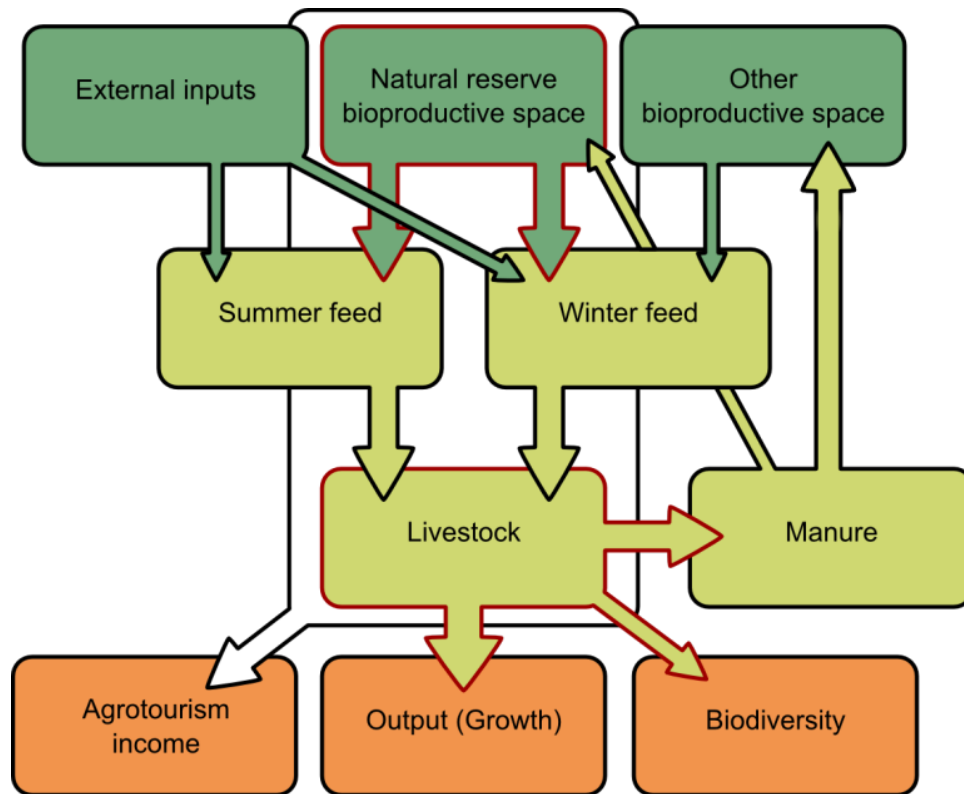 External inputs
Natural reserve
bioproductive space
Other
bioproductive space
Summer feed
Winter feed
Livestock
Manure
Agrotourism
income
Output (Growth)
Biodiversity